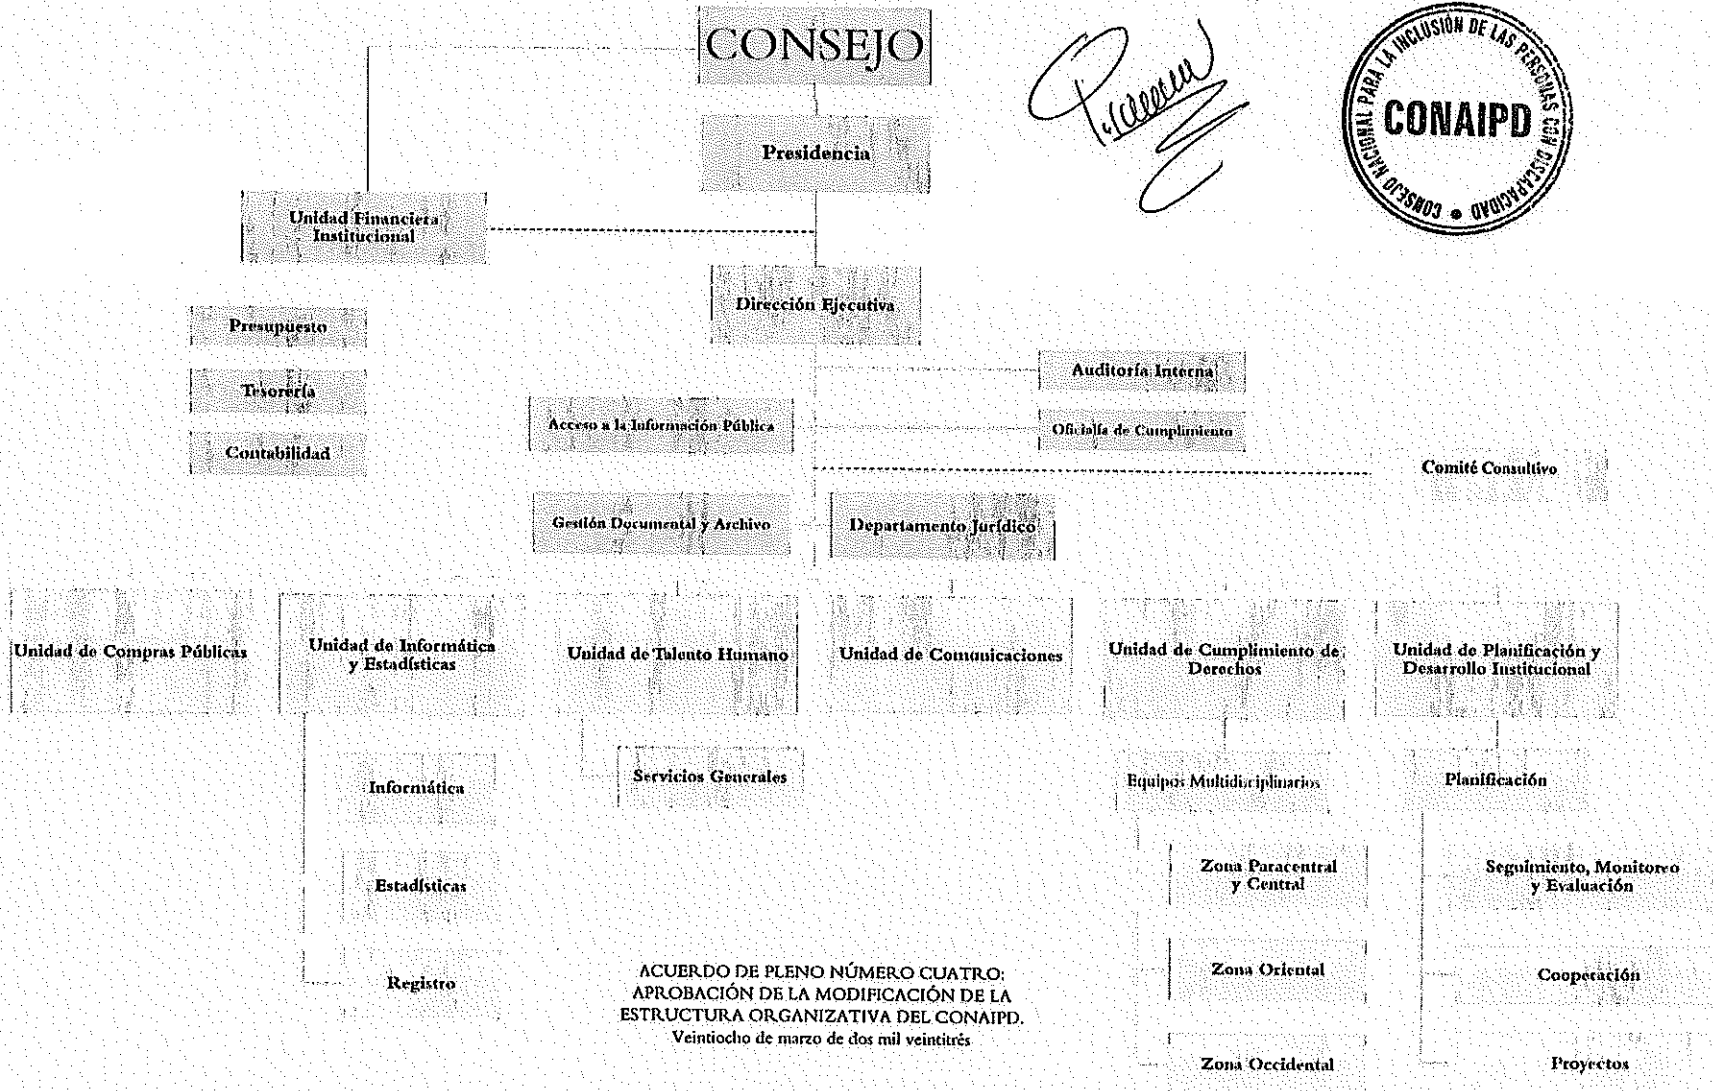 CONSEJO
CONSEJO NACIONAL PARA LA INCLUSIÓN DE LAS PERSONAS CON DISCAPACIDAD
CONAIPD
Presidencia
Unidad Financiera
Institucional
Dirección Ejecutiva
Presupuesto
Tesorería
Contabilidad
Auditoría Interna
Acceso a la Información Pública
Oficialía de Cumplimiento
Comité Consultivo
Gestión Documental y Archivo
Departamento Jurídico
Unidad de Compras Públicas
Unidad de Informática
y Estadísticas
Unidad de Talento Humano
Unidad de Comunicaciones
Unidad de Cumplimiento de
Derechos
Unidad de Planificación y
Desarrollo Institucional
Informática
Estadísticas
Registro
Servicios Generales
Equipos Multidisciplinarios
Zona Paracentral
y Central
Zona Oriental
Zona Occidental
Planificación
Seguimiento, Monitoreo
y Evaluación
Cooperación
Proyectos
ACUERDO DE PLENO NÚMERO CUATRO:
APROBACIÓN DE LA MODIFICACIÓN DE LA
ESTRUCTURA ORGANIZATIVA DEL CONAIPD.
Veintiocho de marzo de dos mil veintitrés